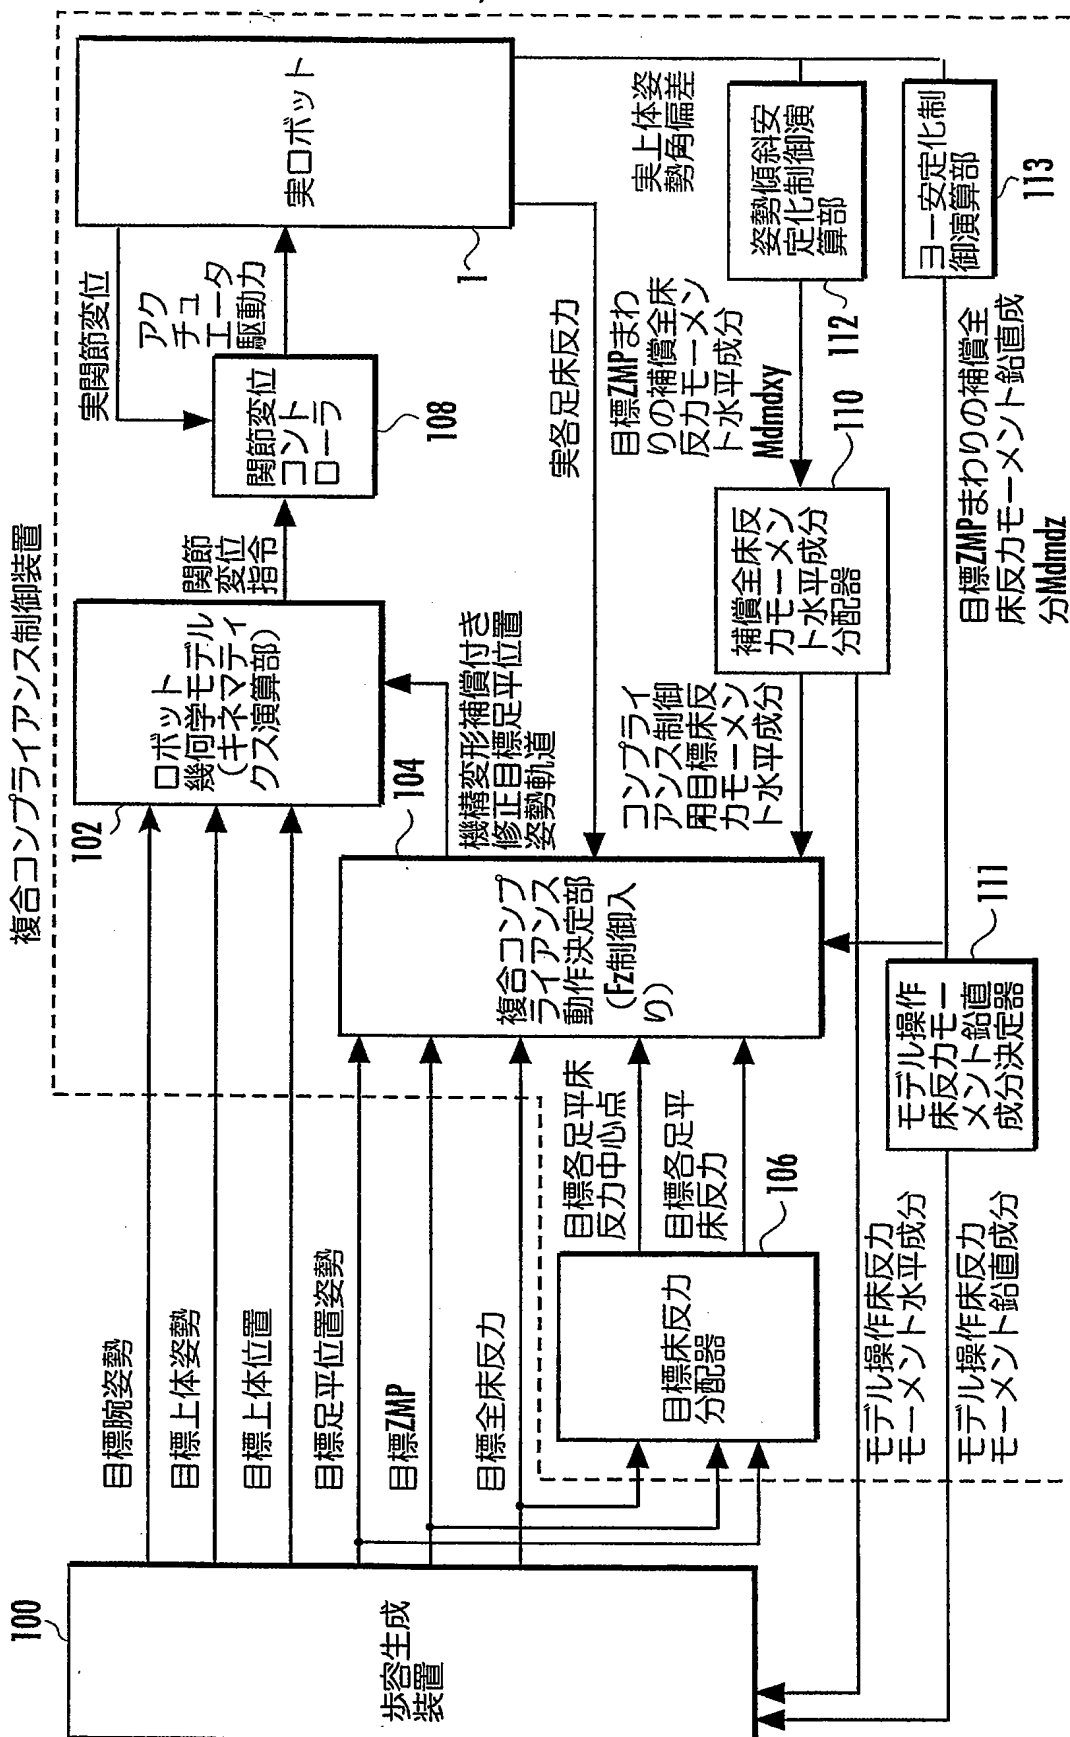 複合コンプライアンス制御装置
100
歩容生成
装置
目標腕姿勢
目標上体姿勢
目標上体位置
目標足平位置姿勢
目標ZMP
目標全床反力
目標床反力
分配器
106
目標各足平床
反力中心点
目標各足平
床反力
102
ロボット
幾何学モデル
(キネマティ
クス演算部)
関節
変位
指令
関節変位
コント
ローラ
108
実関節変位
アク
チュ
エータ
駆動力
実ロボット
1
104
機構変形補償付き
修正目標足平位置
姿勢軌道
複合コンプ
ライアンス
動作決定部
(Fz制御入
り)
実各足床反力
コンプライ
アンス制御
用目標床反
力モーメン
ト水平成分
補償全床反
力モーメン
ト水平成分
分配器
110
目標ZMPまわ
りの補償全床
反力モーメン
ト水平成分
Mdmdxy
実上体姿
勢角偏差
姿勢傾斜安
定化制御演
算部
112
ヨー安定化制
御演算部
113
目標ZMPまわりの補償全
床反力モーメント鉛直成
分Mdmdz
モデル操作
床反力モー
メント鉛直
成分決定器
111
モデル操作床反力
モーメント水平成分
モデル操作床反力
モーメント鉛直成分